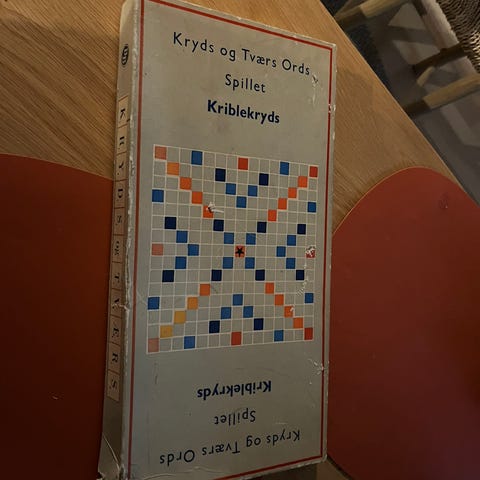 Kryds og Tværs Ords
Spillet
Kriblekryds
Kriblekryds
Spillet
Kryds og Tværs Ords
KRYDS og TVÆRS